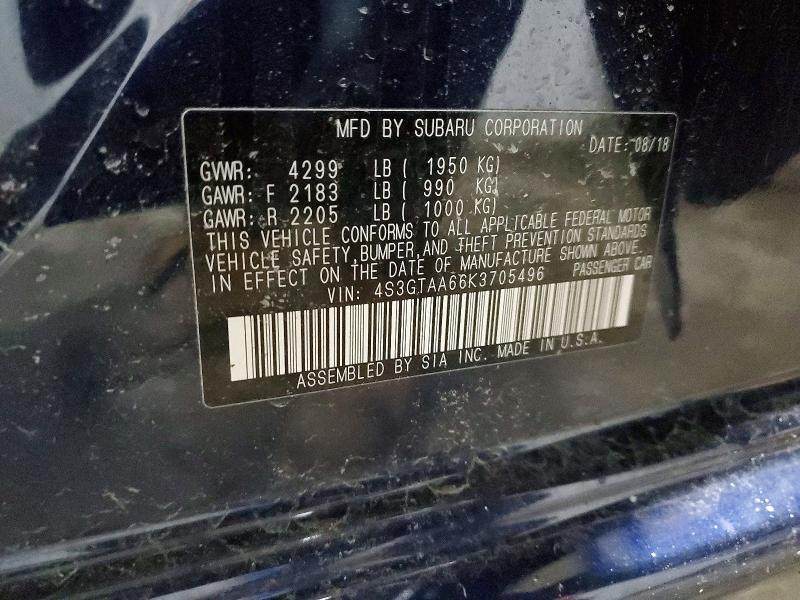 MFD BY SUBARU CORPORATION
DATE: 08/18
GVWR: 4299 LB ( 1950 KG)
GAWR: F 2183 LB ( 990 KG)
GAWR: R 2205 LB ( 1000 KG)
THIS VEHICLE CONFORMS TO ALL APPLICABLE FEDERAL MOTOR
VEHICLE SAFETY, BUMPER, AND THEFT PREVENTION STANDARDS
IN EFFECT ON THE DATE OF MANUFACTURE SHOWN ABOVE.
VIN: 4S3GTAA66K3705496 PASSENGER CAR
ASSEMBLED BY SIA INC. MADE IN U.S.A.